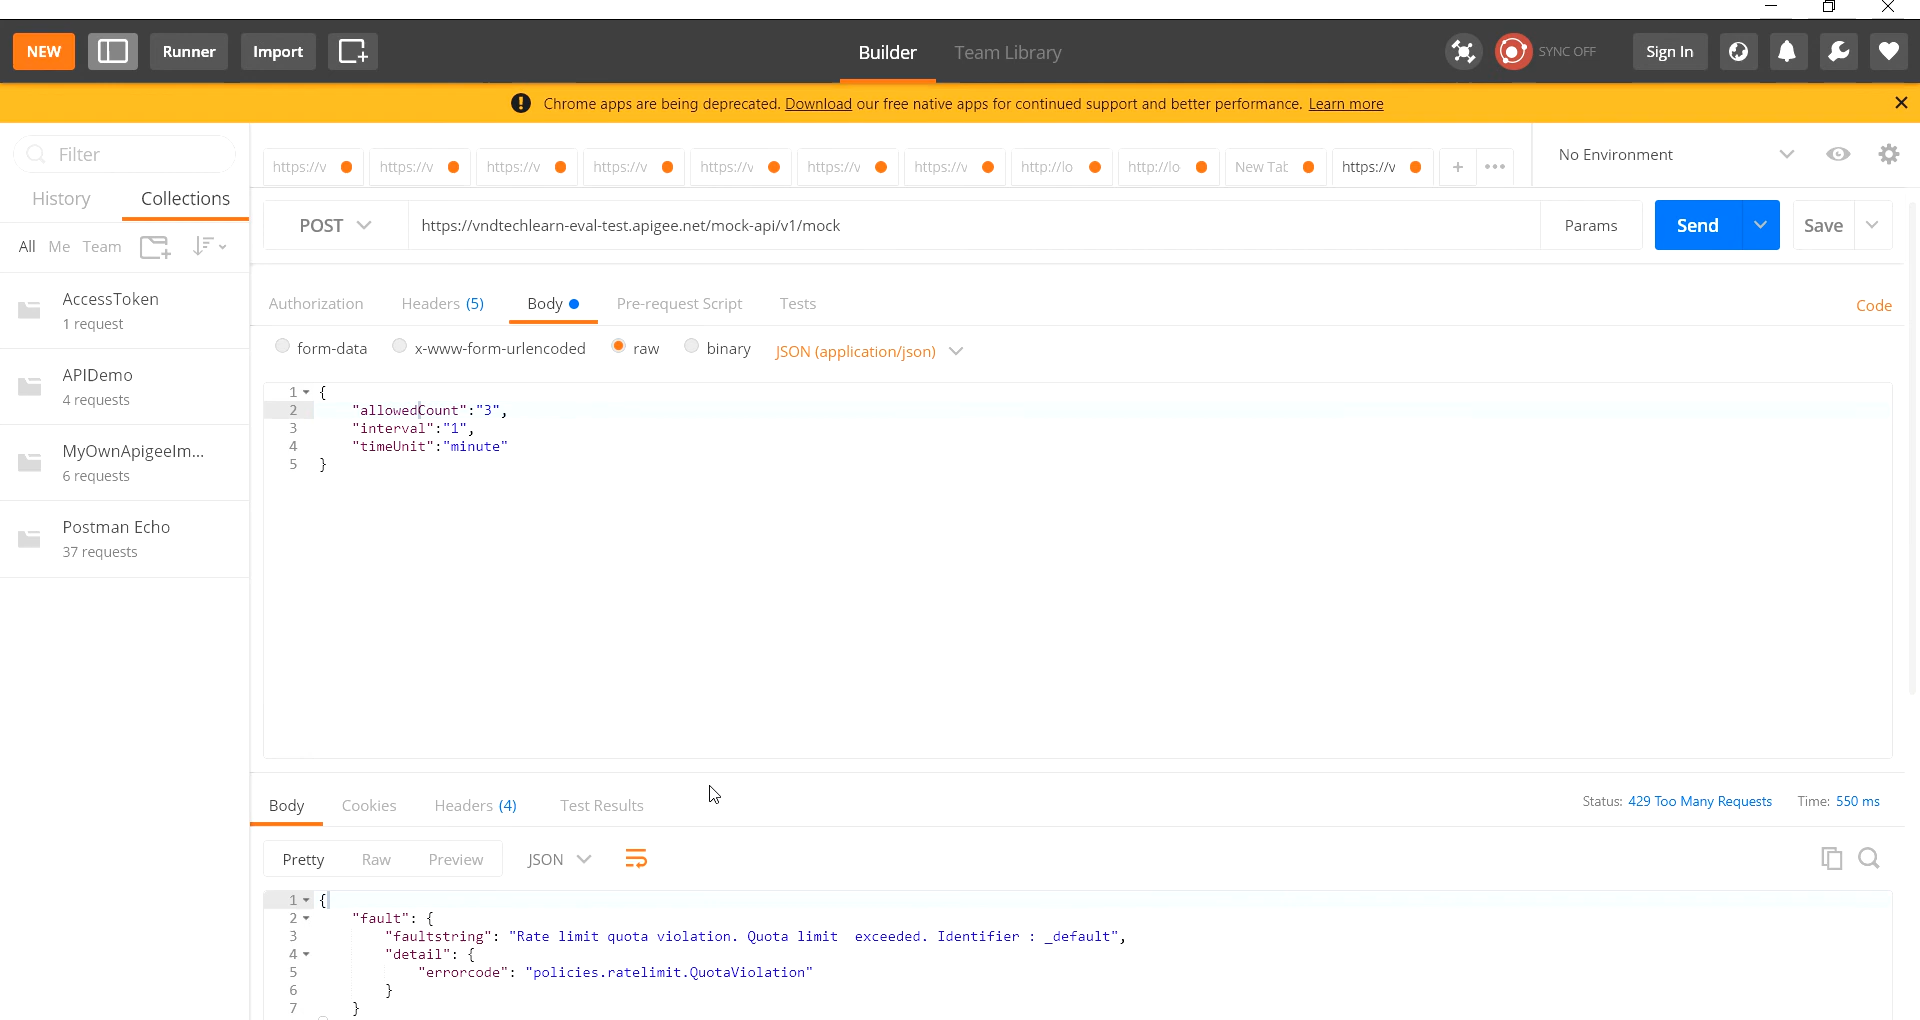 NEW Runner Import Builder Team Library SYNC OFF Sign In
Chrome apps are being deprecated. Download our free native apps for continued support and better performance. Learn more
Filter
https://v https://v https://v https://v https://v https://v https://v http://lo http://lo New Tab https://v + •••
No Environment
History Collections
POST https://vndtechlearn-eval-test.apigee.net/mock-api/v1/mock Params Send Save
All Me Team
Authorization Headers (5) Body Pre-request Script Tests Code
AccessToken
1 request
form-data x-www-form-urlencoded raw binary JSON (application/json)
APIDemo
4 requests
MyOwnApigeeIm...
6 requests
Postman Echo
37 requests
1 {
2 "allowedCount":"3",
3 "interval":"1",
4 "timeUnit":"minute"
5 }
Body Cookies Headers (4) Test Results Status: 429 Too Many Requests Time: 550 ms
Pretty Raw Preview JSON
1 {
2 "fault": {
3 "faultstring": "Rate limit quota violation. Quota limit  exceeded. Identifier : _default",
4 "detail": {
5 "errorcode": "policies.ratelimit.QuotaViolation"
6 }
7 }